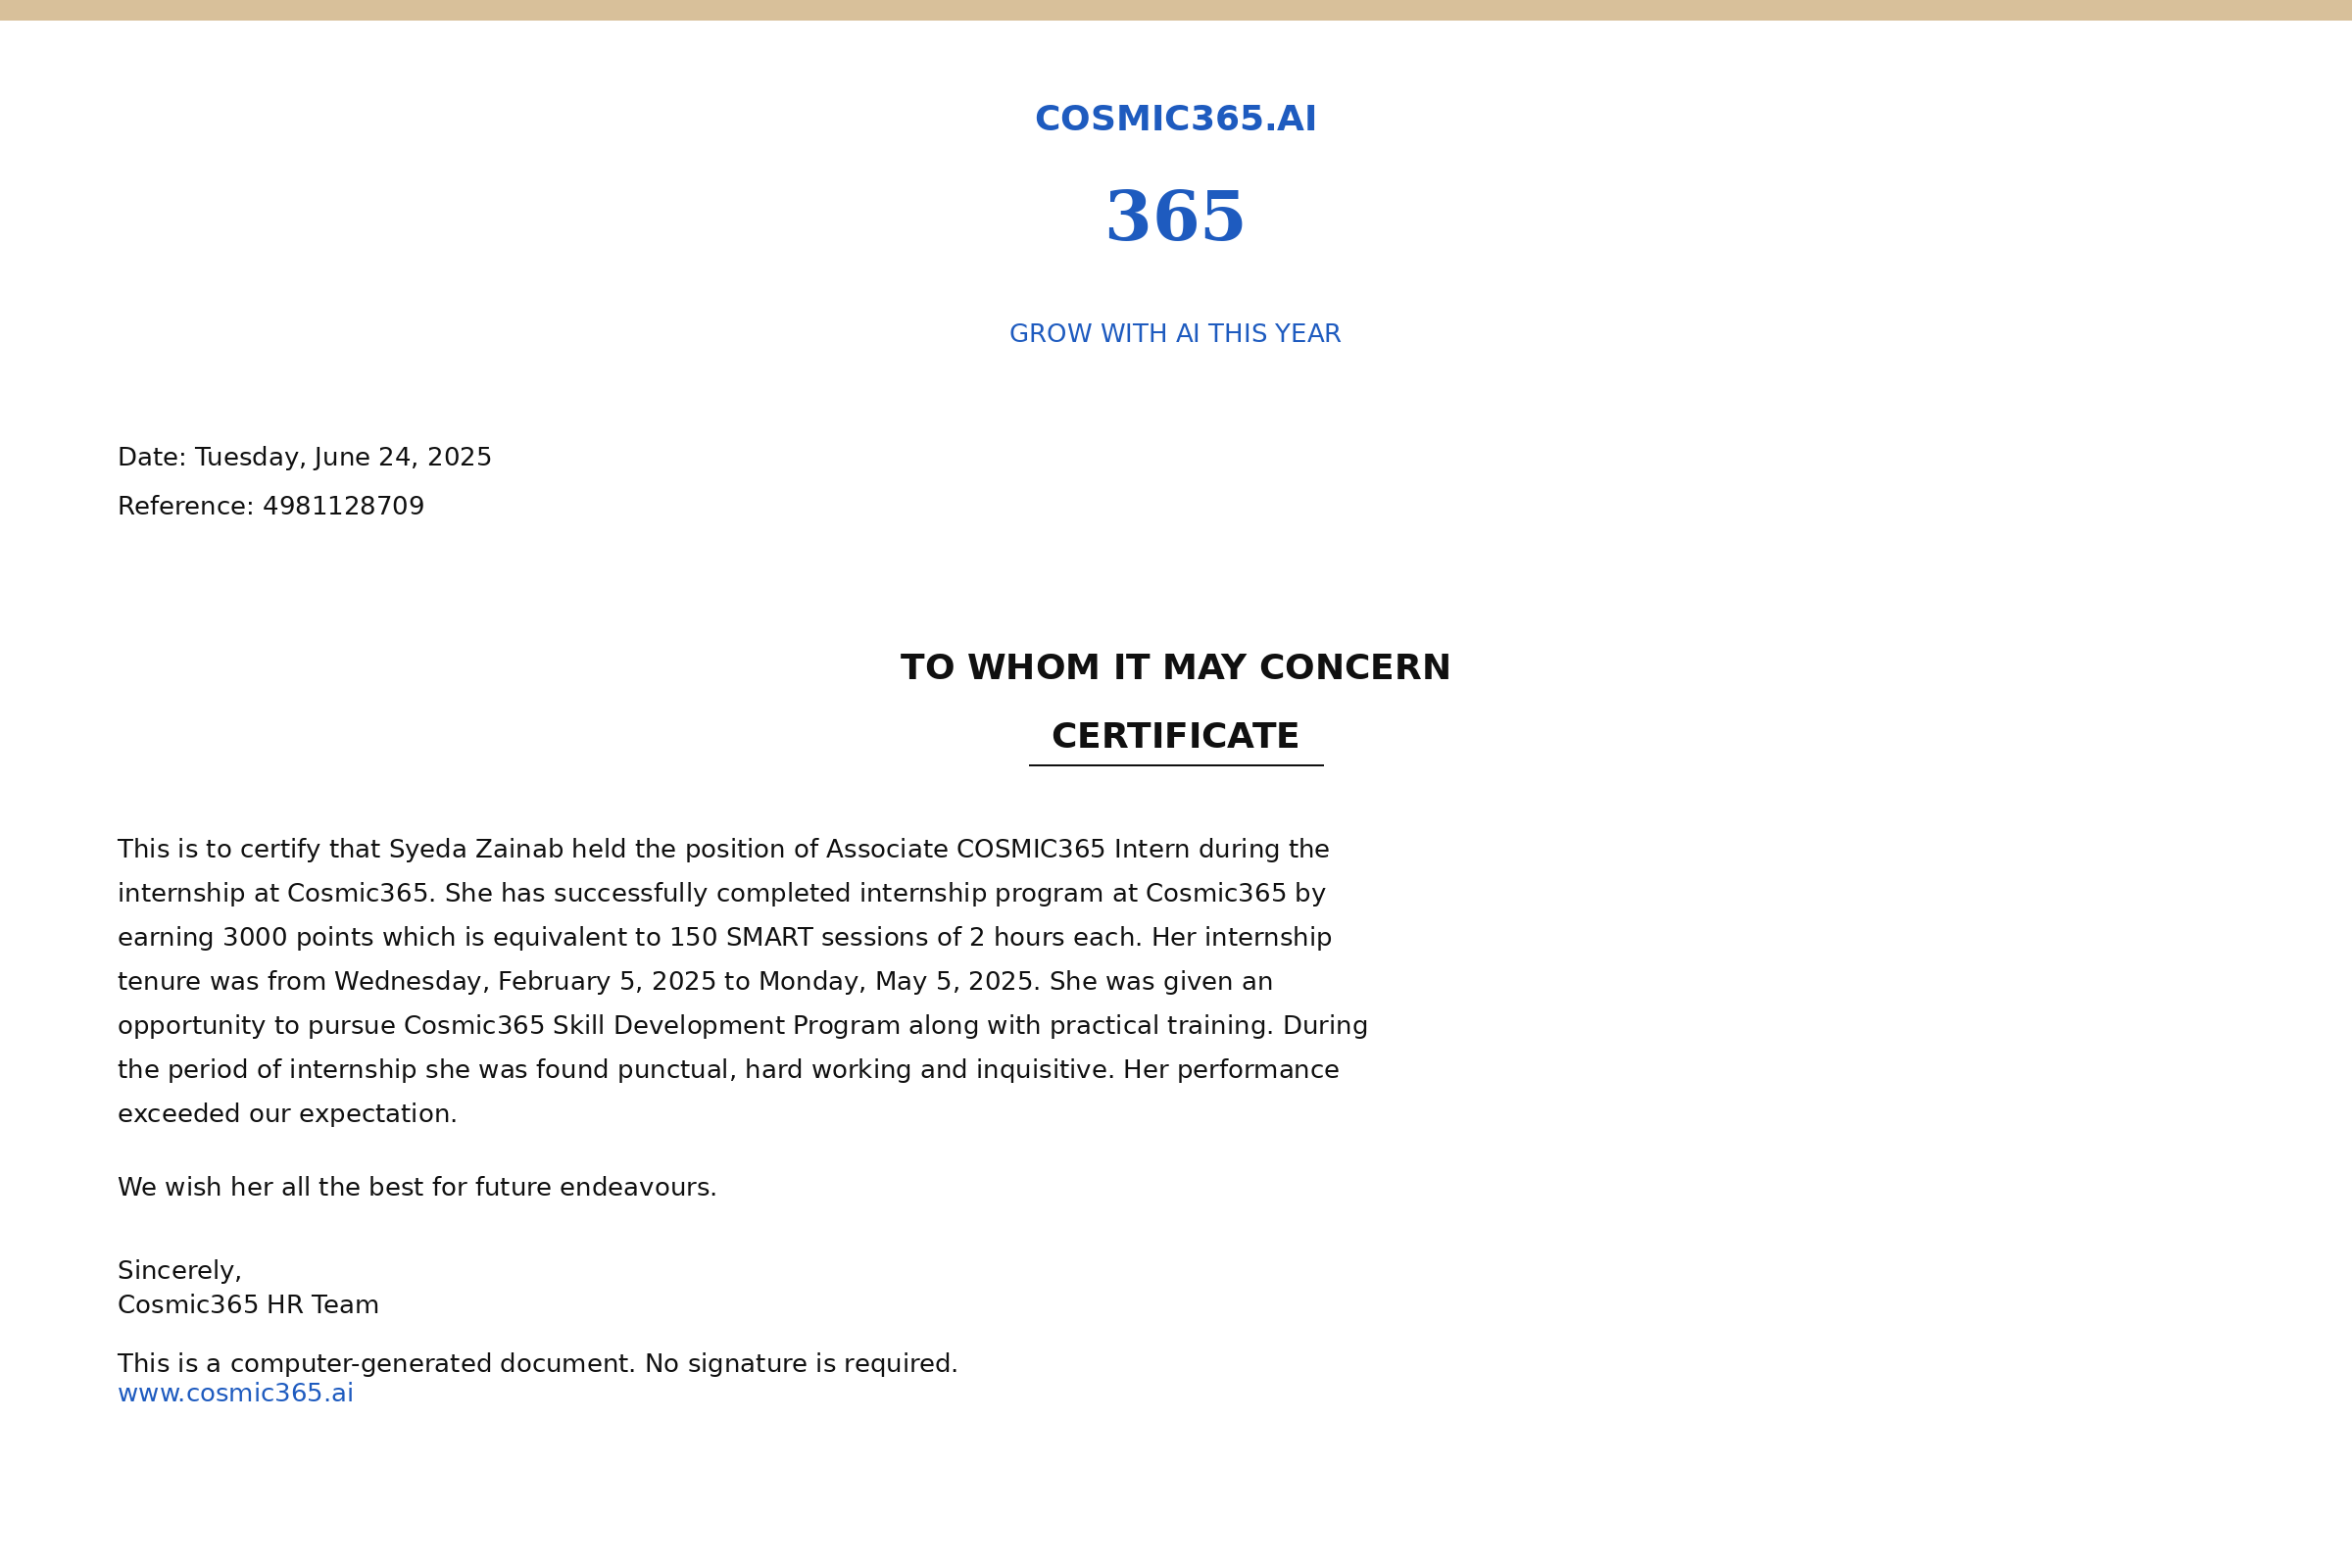 COSMIC365.AI
365
GROW WITH AI THIS YEAR
Date: Tuesday, June 24, 2025
Reference: 4981128709
TO WHOM IT MAY CONCERN
CERTIFICATE
This is to certify that Syeda Zainab held the position of Associate COSMIC365 Intern during the
internship at Cosmic365. She has successfully completed internship program at Cosmic365 by
earning 3000 points which is equivalent to 150 SMART sessions of 2 hours each. Her internship
tenure was from Wednesday, February 5, 2025 to Monday, May 5, 2025. She was given an
opportunity to pursue Cosmic365 Skill Development Program along with practical training. During
the period of internship she was found punctual, hard working and inquisitive. Her performance
exceeded our expectation.
We wish her all the best for future endeavours.
Sincerely,
Cosmic365 HR Team
This is a computer-generated document. No signature is required.
www.cosmic365.ai